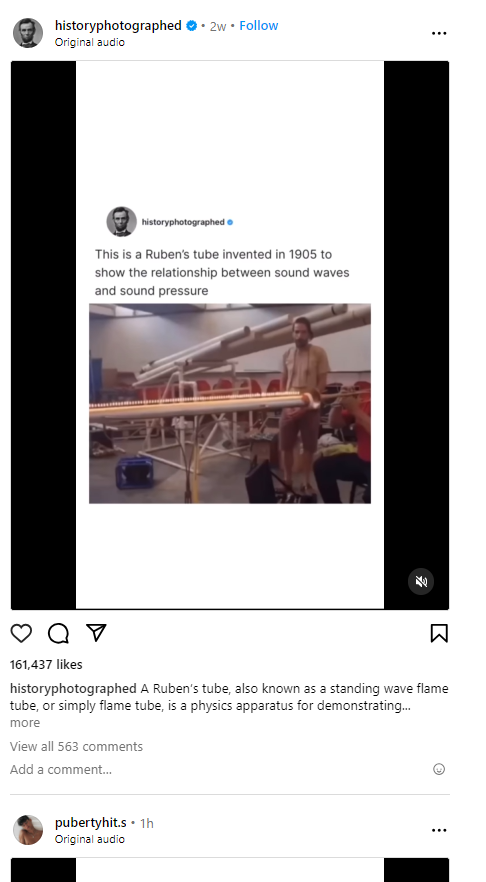 historyphotographed • 2w • Follow
Original audio
historyphotographed
This is a Ruben's tube invented in 1905 to
show the relationship between sound waves
and sound pressure
161,437 likes
historyphotographed A Ruben's tube, also known as a standing wave flame
tube, or simply flame tube, is a physics apparatus for demonstrating...
more
View all 563 comments
Add a comment...
pubertyhit.s • 1h
Original audio